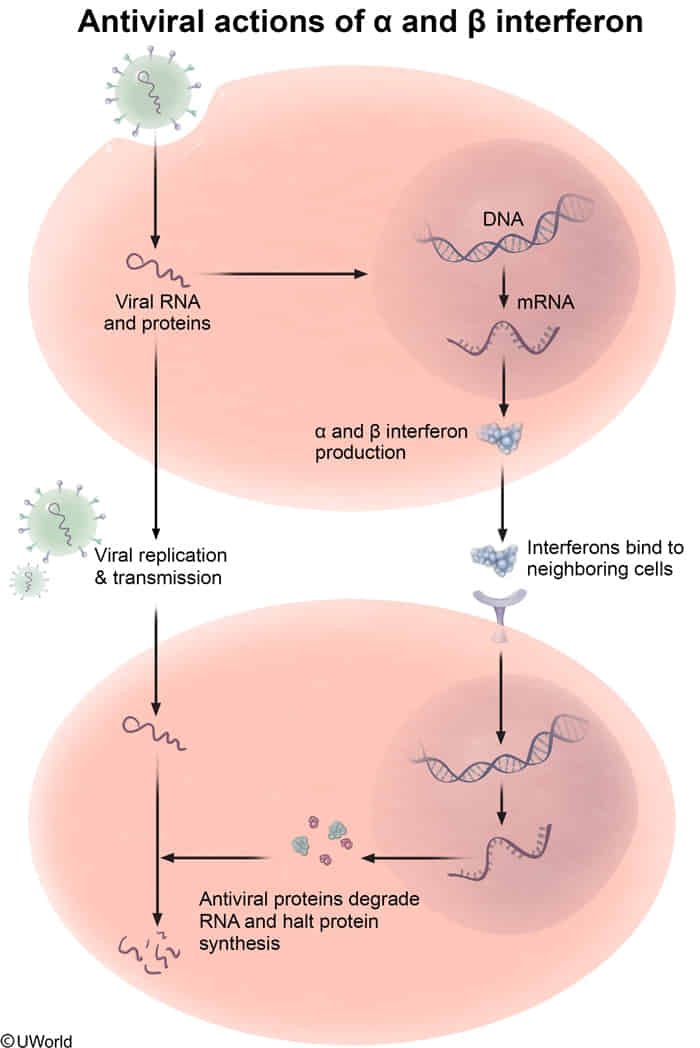 Antiviral actions of α and β interferon
DNA
mRNA
Viral RNA
and proteins
α and β interferon
production
Viral replication
& transmission
Interferons bind to
neighboring cells
Antiviral proteins degrade
RNA and halt protein
synthesis
©UWorld